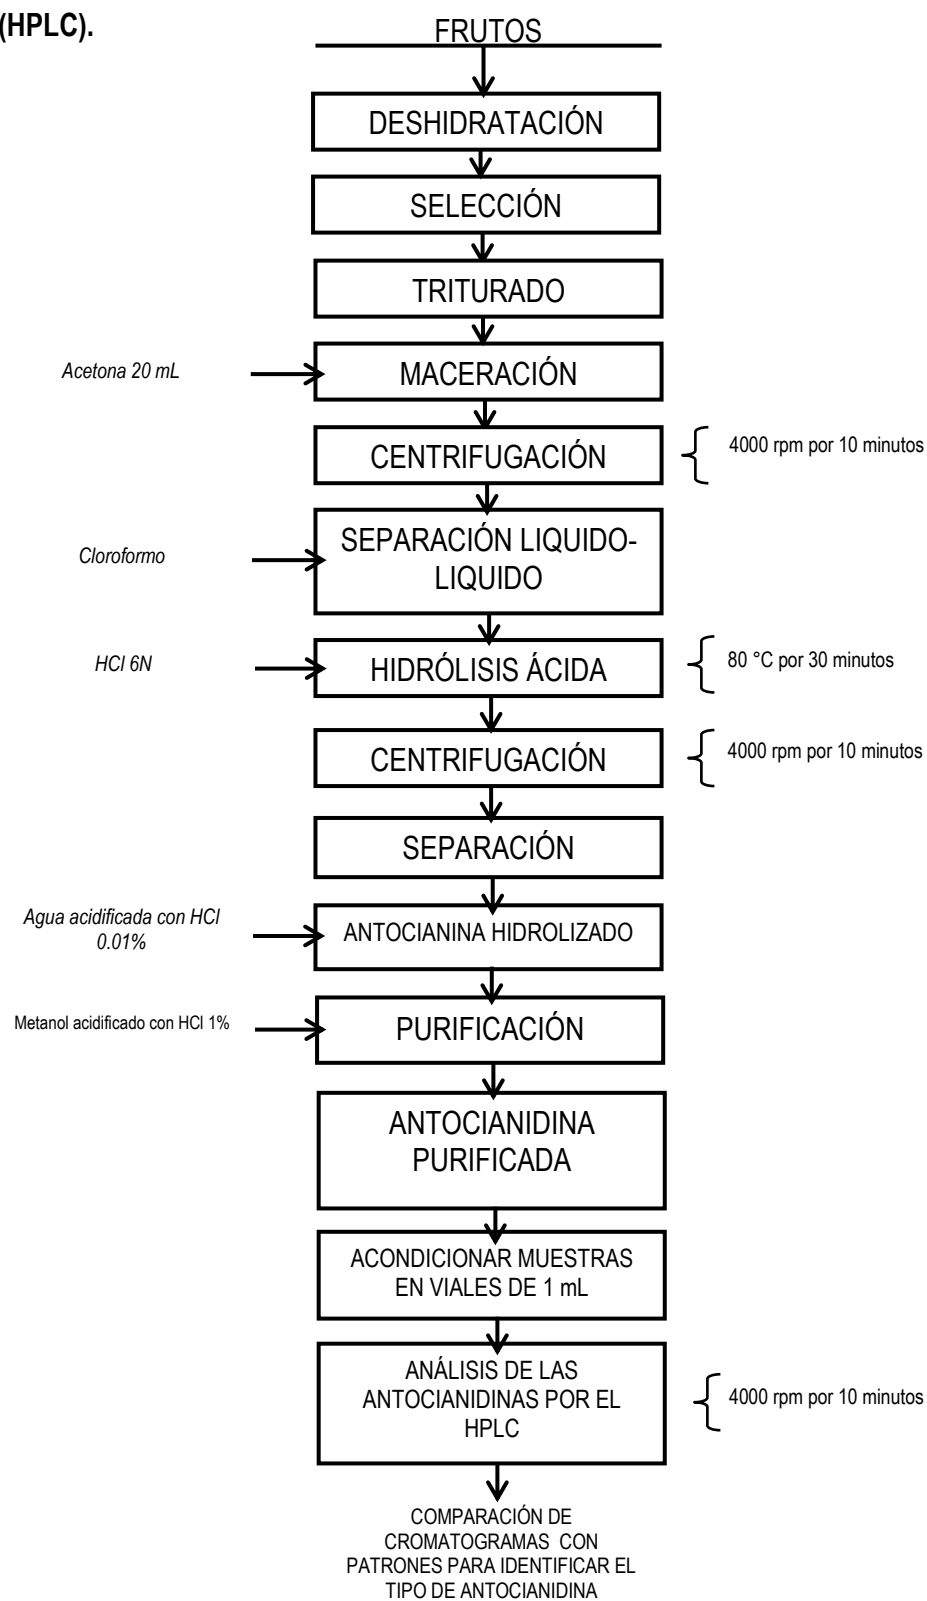 (HPLC).
FRUTOS
DESHIDRATACIÓN
SELECCIÓN
TRITURADO
Acetona 20 mL
MACERACIÓN
CENTRIFUGACIÓN
4000 rpm por 10 minutos
Cloroformo
SEPARACIÓN LIQUIDO-
LIQUIDO
HCl 6N
HIDRÓLISIS ÁCIDA
80 °C por 30 minutos
CENTRIFUGACIÓN
4000 rpm por 10 minutos
SEPARACIÓN
Agua acidificada con HCl
0.01%
ANTOCIANINA HIDROLIZADO
Metanol acidificado con HCl 1%
PURIFICACIÓN
ANTOCIANIDINA
PURIFICADA
ACONDICIONAR MUESTRAS
EN VIALES DE 1 mL
ANÁLISIS DE LAS
ANTOCIANIDINAS POR EL
HPLC
4000 rpm por 10 minutos
COMPARACIÓN DE
CROMATOGRAMAS CON
PATRONES PARA IDENTIFICAR EL
TIPO DE ANTOCIANIDINA